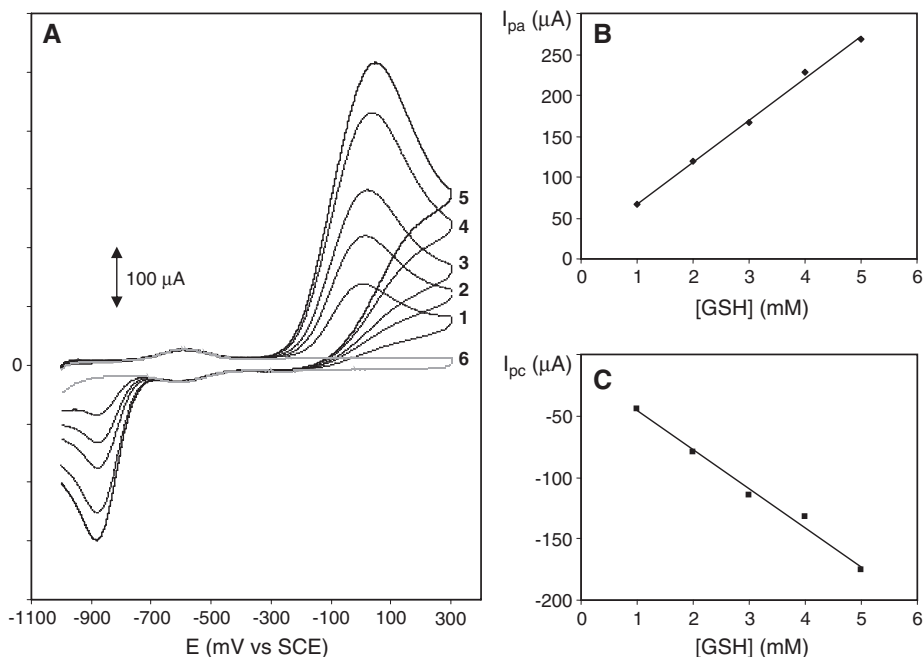 A
100 µA
5
4
3
2
1
6
0
-1100 -900 -700 -500 -300 -100 100 300
E (mV vs SCE)
I pa (µA)
B
250
200
150
100
50
0
0 1 2 3 4 5 6
[GSH] (mM)
I pc (µA)
C
-50
-100
-150
-200
0 1 2 3 4 5 6
[GSH] (mM)